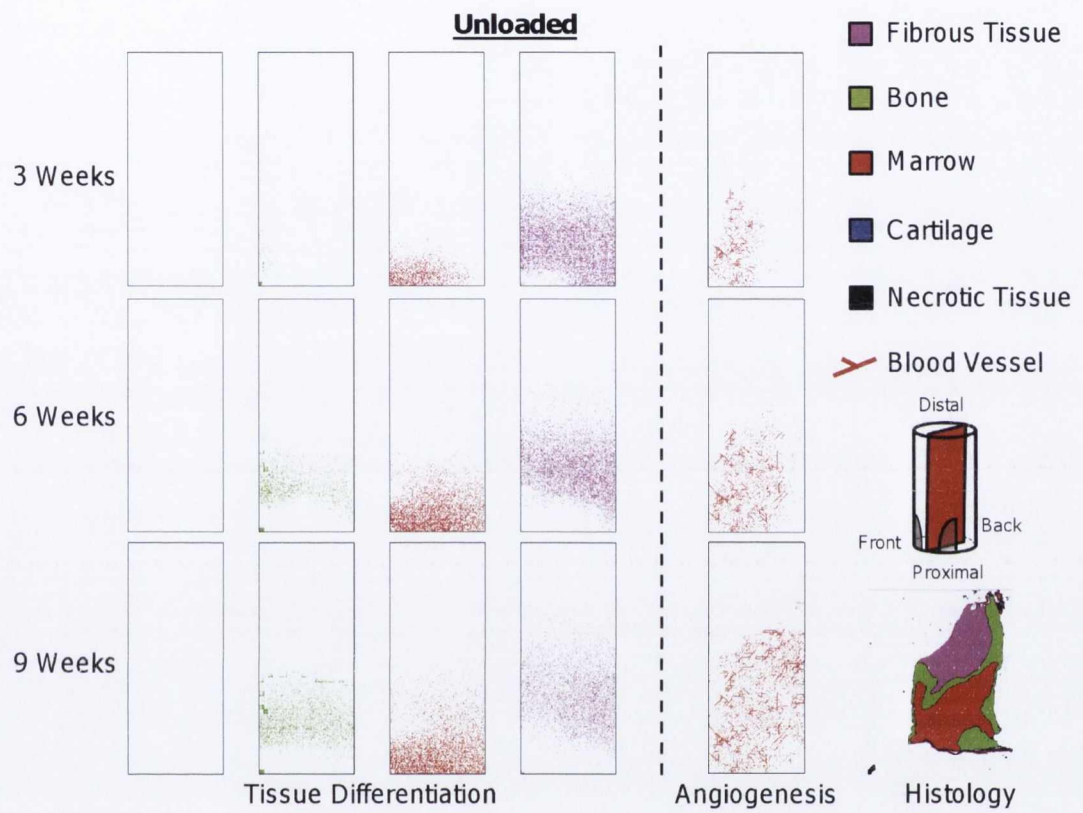 Unloaded
Fibrous Tissue
Bone
Marrow
Cartilage
Necrotic Tissue
Blood Vessel
3 Weeks
6 Weeks
9 Weeks
Distal
Front
Back
Proximal
Tissue Differentiation
Angiogenesis
Histology